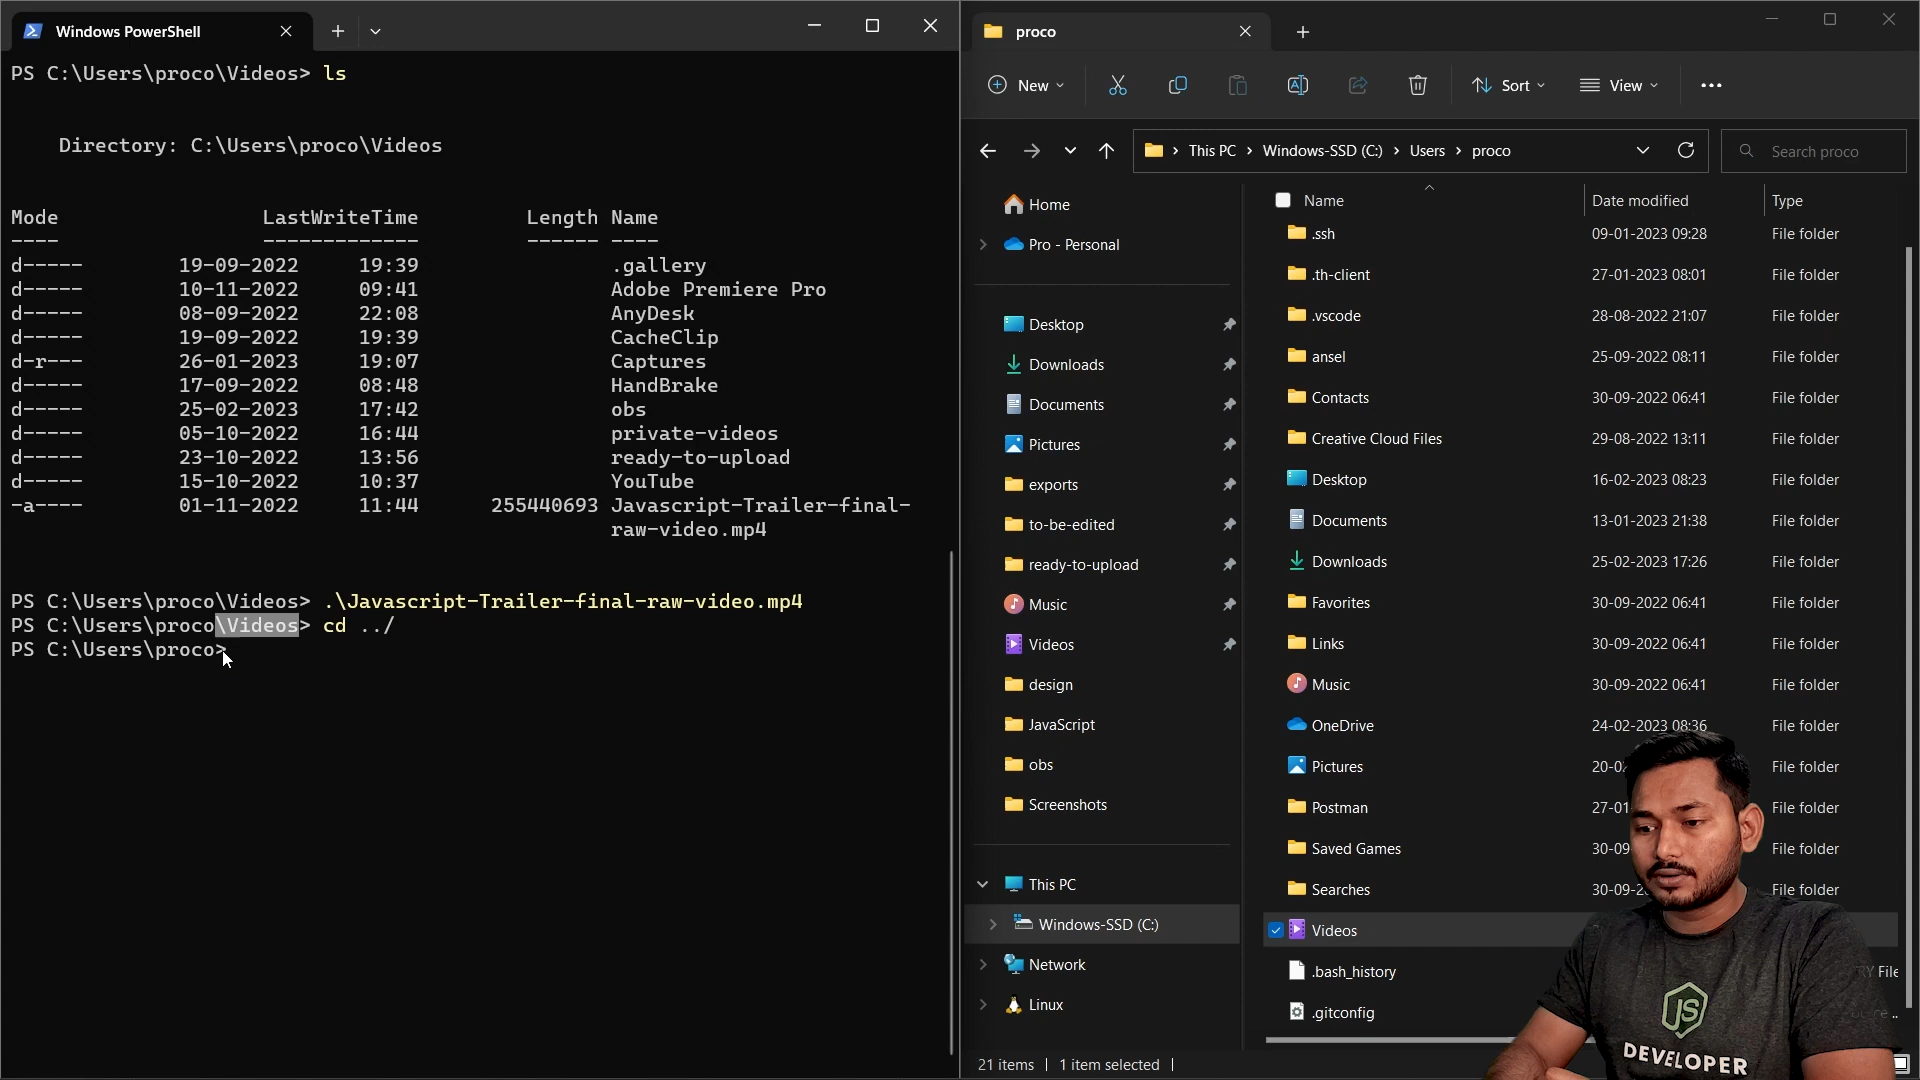 Windows PowerShell
PS C:\Users\proco\Videos> ls
Directory: C:\Users\proco\Videos
Mode LastWriteTime Length Name
---- ------------- ------ ----
d----- 19-09-2022 19:39 .gallery
d----- 10-11-2022 09:41 Adobe Premiere Pro
d----- 08-09-2022 22:08 AnyDesk
d----- 19-09-2022 19:39 CacheClip
d-r--- 26-01-2023 19:07 Captures
d----- 17-09-2022 08:48 HandBrake
d----- 25-02-2023 17:42 obs
d----- 05-10-2022 16:44 private-videos
d----- 23-10-2022 13:56 ready-to-upload
d----- 15-10-2022 10:37 YouTube
-a---- 01-11-2022 11:44 255440693 Javascript-Trailer-final-
raw-video.mp4
PS C:\Users\proco\Videos> .\Javascript-Trailer-final-raw-video.mp4
PS C:\Users\proco\Videos> cd ../
PS C:\Users\proco>
proco
New Sort View
This PC > Windows-SSD (C:) > Users > proco
Search proco
Home
Pro - Personal
Desktop
Downloads
Documents
Pictures
exports
to-be-edited
ready-to-upload
Music
Videos
design
JavaScript
obs
Screenshots
This PC
Windows-SSD (C:)
Network
Linux
Name Date modified Type
.ssh 09-01-2023 09:28 File folder
.th-client 27-01-2023 08:01 File folder
.vscode 28-08-2022 21:07 File folder
ansel 25-09-2022 08:11 File folder
Contacts 30-09-2022 06:41 File folder
Creative Cloud Files 29-08-2022 13:11 File folder
Desktop 16-02-2023 08:23 File folder
Documents 13-01-2023 21:38 File folder
Downloads 25-02-2023 17:26 File folder
Favorites 30-09-2022 06:41 File folder
Links 30-09-2022 06:41 File folder
Music 30-09-2022 06:41 File folder
OneDrive 24-02-2023 08:36 File folder
Pictures 20-0 File folder
Postman 27-01 File folder
Saved Games 30-09 File folder
Searches 30-09-2 File folder
Videos
.bash_history Y File
.gitconfig
21 items 1 item selected
JS
DEVELOPER